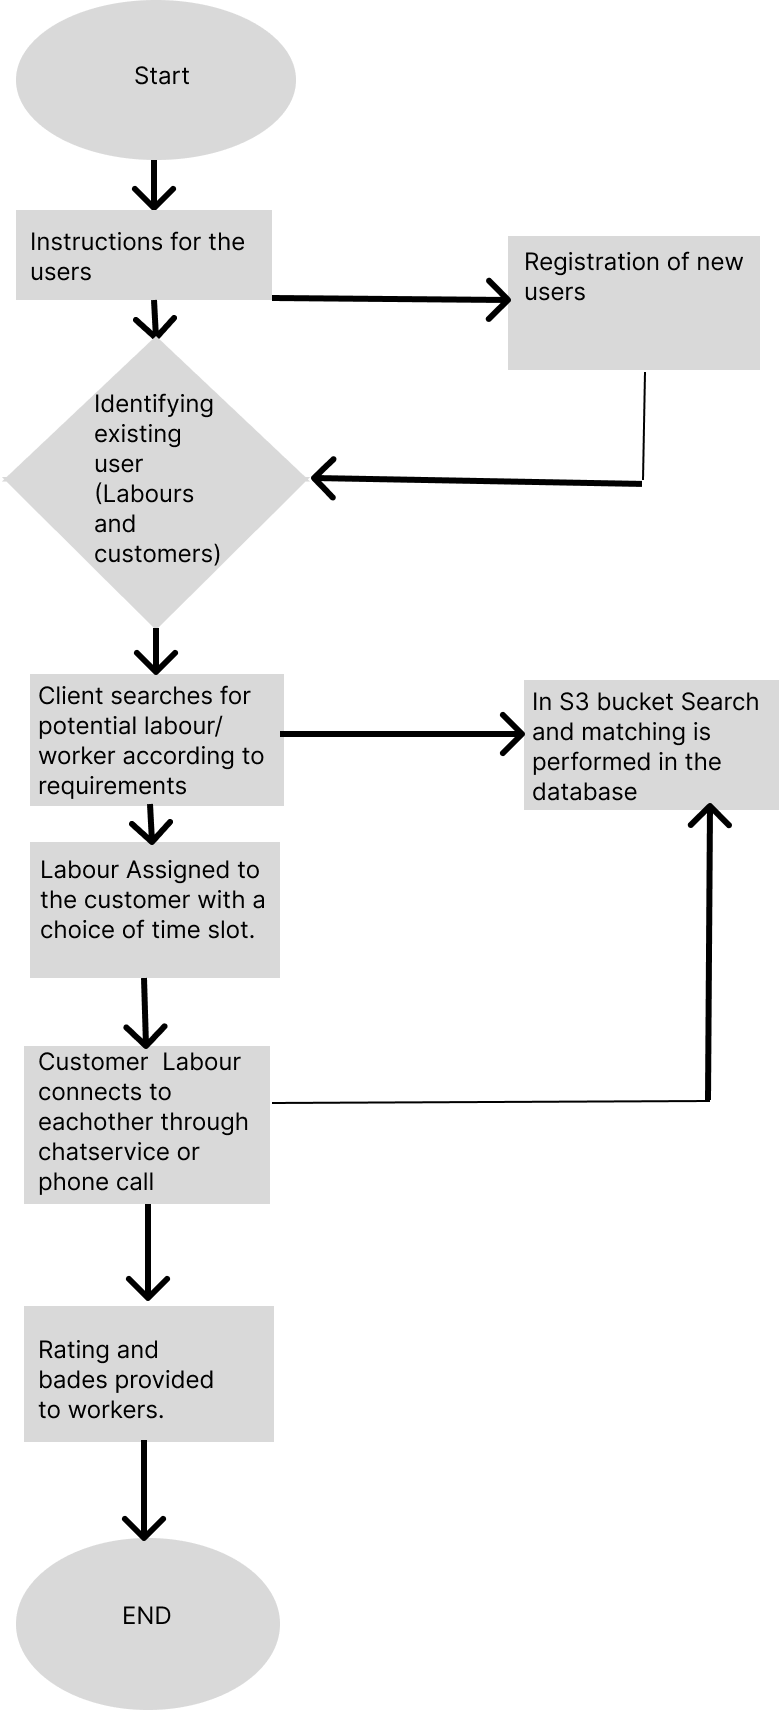 Start
Instructions for the
users
Registration of new
users
Identifying
existing
user
(Labours
and
customers)
Client searches for
potential labour/
worker according to
requirements
In S3 bucket Search
and matching is
performed in the
database
Labour Assigned to
the customer with a
choice of time slot.
Customer  Labour
connects to
eachother through
chatservice or
phone call
Rating and
bades provided
to workers.
END